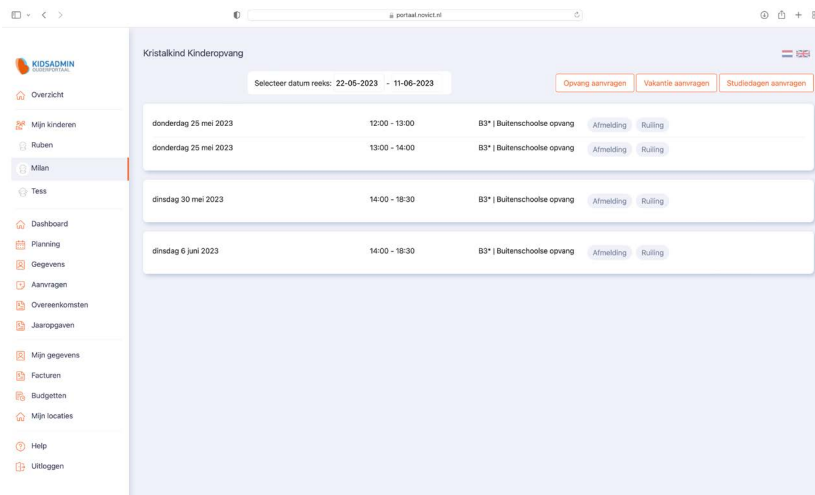 portaal.novict.nl
KIDSADMIN
OUDERPORTAAL
Overzicht
Mijn kinderen
Ruben
Milan
Tess
Dashboard
Planning
Gegevens
Aanvragen
Overeenkomsten
Jaaropgaven
Mijn gegevens
Facturen
Budgetten
Mijn locaties
Help
Uitloggen
Kristalkind Kinderopvang
Selecteer datum reeks: 22-05-2023 - 11-06-2023
Opvang aanvragen Vakantie aanvragen Studiedagen aanvragen
donderdag 25 mei 2023 12:00 - 13:00 B3* | Buitenschoolse opvang Afmelding Ruiling
donderdag 25 mei 2023 13:00 - 14:00 B3* | Buitenschoolse opvang Afmelding Ruiling
dinsdag 30 mei 2023 14:00 - 18:30 B3* | Buitenschoolse opvang Afmelding Ruiling
dinsdag 6 juni 2023 14:00 - 18:30 B3* | Buitenschoolse opvang Afmelding Ruiling